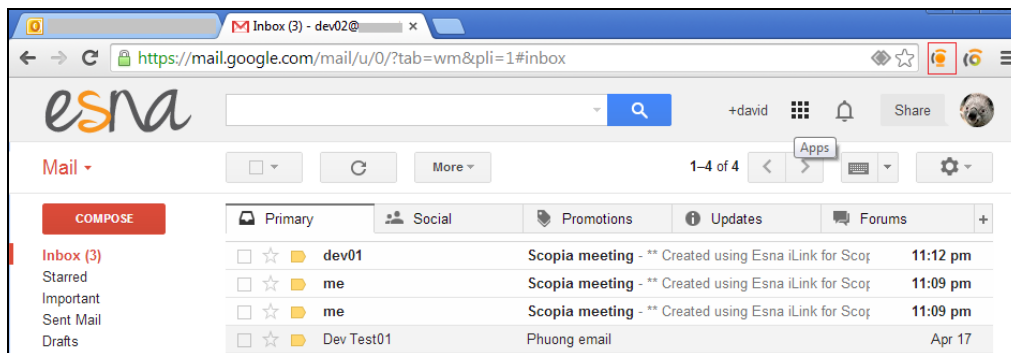 Inbox (3) - dev02@
https://mail.google.com/mail/u/0/?tab=wm&pli=1#inbox
esna
+david
Share
Apps
Mail
More
1–4 of 4
COMPOSE
Primary
Social
Promotions
Updates
Forums
+
Inbox (3)
Starred
Important
Sent Mail
Drafts
dev01 Scopia meeting - ** Created using Esna iLink for Scop 11:12 pm
me Scopia meeting - ** Created using Esna iLink for Scop 11:09 pm
me Scopia meeting - ** Created using Esna iLink for Scop 11:09 pm
Dev Test01 Phuong email Apr 17